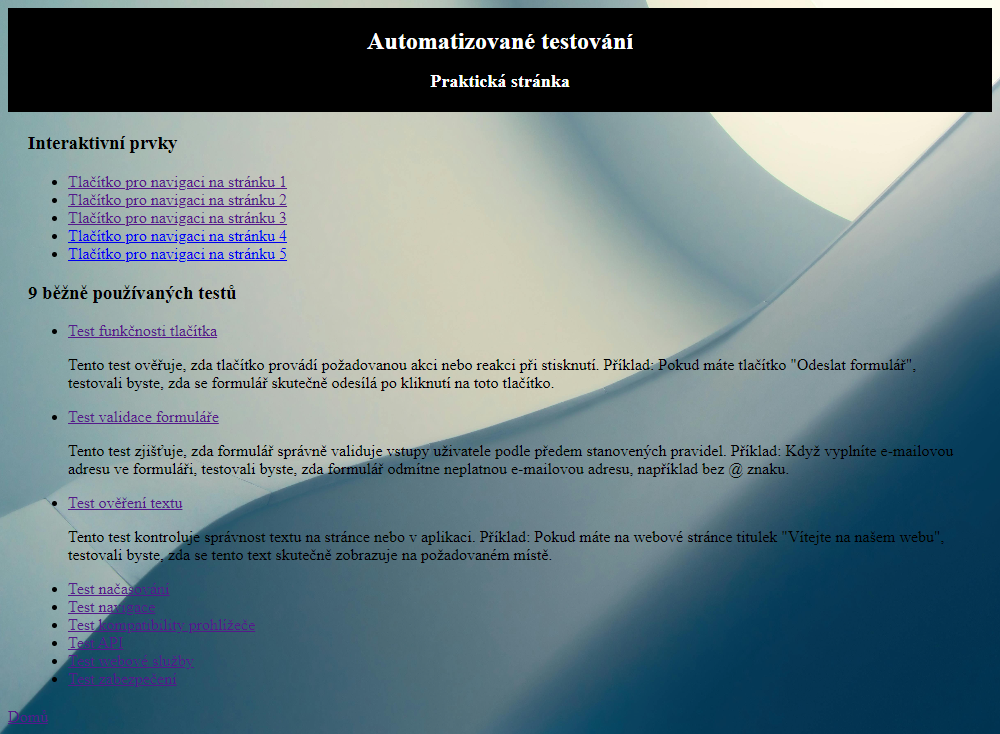 Automatizované testování
Praktická stránka
Interaktivní prvky
Tlačítko pro navigaci na stránku 1
Tlačítko pro navigaci na stránku 2
Tlačítko pro navigaci na stránku 3
Tlačítko pro navigaci na stránku 4
Tlačítko pro navigaci na stránku 5
9 běžně používaných testů
Test funkčnosti tlačítka
Tento test ověřuje, zda tlačítko provádí požadovanou akci nebo reakci při stisknutí. Příklad: Pokud máte tlačítko "Odeslat formulář",
testovali byste, zda se formulář skutečně odesílá po kliknutí na toto tlačítko.
Test validace formuláře
Tento test zjišťuje, zda formulář správně validuje vstupy uživatele podle předem stanovených pravidel. Příklad: Když vyplníte e-mailovou
adresu ve formuláři, testovali byste, zda formulář odmítne neplatnou e-mailovou adresu, například bez @ znaku.
Test ověření textu
Tento test kontroluje správnost textu na stránce nebo v aplikaci. Příklad: Pokud máte na webové stránce titulek "Vítejte na našem webu",
testovali byste, zda se tento text skutečně zobrazuje na požadovaném místě.
Test načasování
Test navigace
Test kompatibility prohlížeče
Test API
Test webové služby
Test zabezpečení
Domů